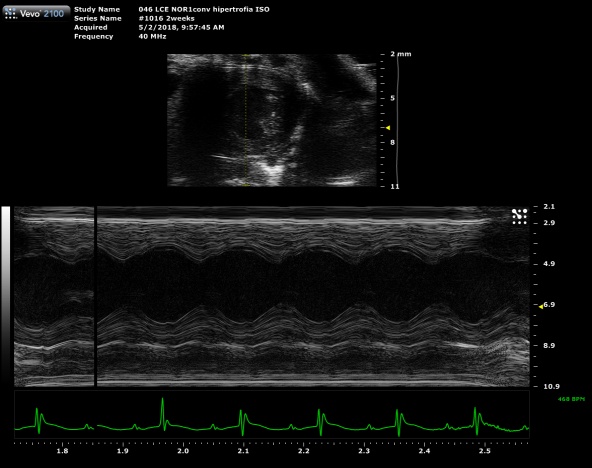 Vevo 2100
Study Name 046 LCE NOR1conv hipertrofia ISO
Series Name #1016 2weeks
Acquired 5/2/2018, 9:57:45 AM
Frequency 40 MHz
2 mm
5
8
11
2.1
2.9
4.9
6.9
8.9
10.9
468 BPM
1.8 1.9 2.0 2.1 2.2 2.3 2.4 2.5